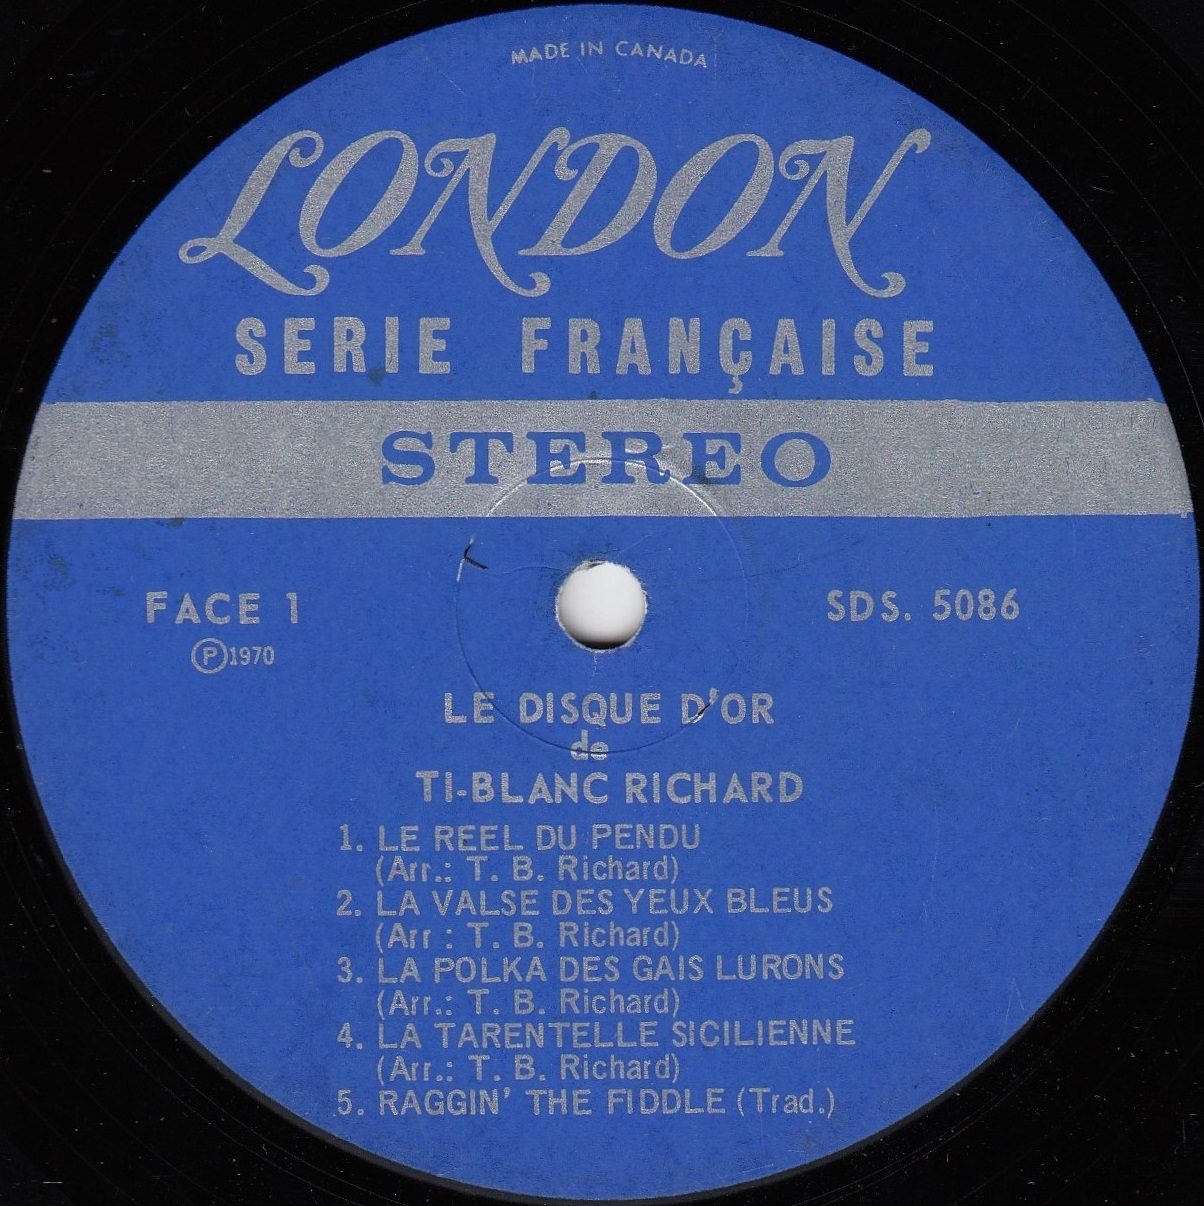 MADE IN CANADA
LONDON
SERIE FRANÇAISE
STEREO
FACE 1
SDS. 5086
Ⓟ1970
LE DISQUE D'OR
de
TI-BLANC RICHARD
1. LE REEL DU PENDU
(Arr.: T. B. Richard)
2. LA VALSE DES YEUX BLEUS
(Arr : T. B. Richard)
3. LA POLKA DES GAIS LURONS
(Arr.: T. B. Richard)
4. LA TARENTELLE SICILIENNE
(Arr.: T. B. Richard)
5. RAGGIN' THE FIDDLE (Trad.)